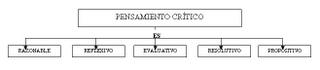 PENSAMIENTO CRÍTICO
ES
RAZONABLE REFLEXIVO EVALUATIVO RESOLUTIVO PROPOSITIVO